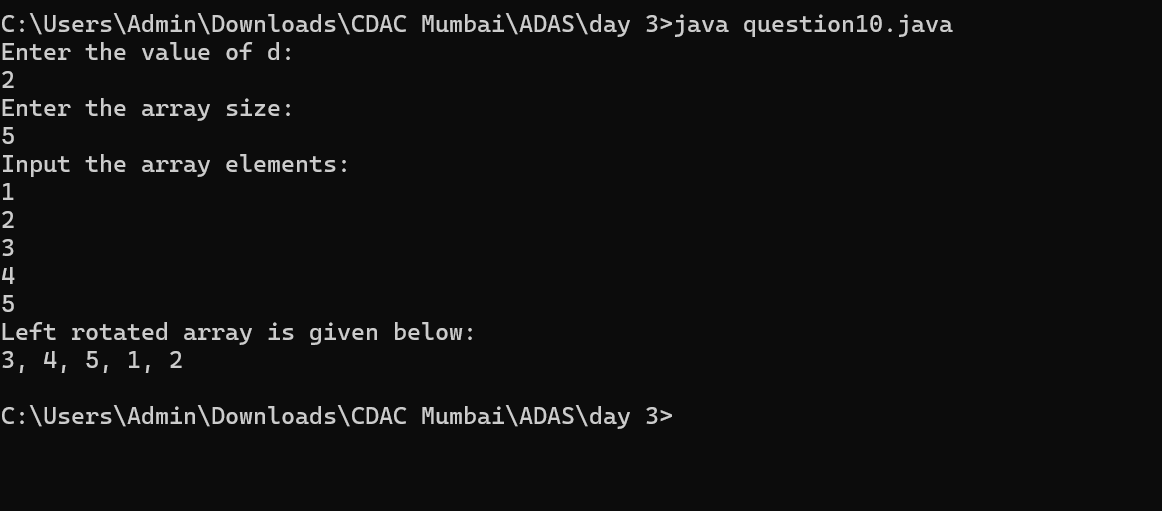 C:\Users\Admin\Downloads\CDAC Mumbai\ADAS\day 3>java question10.java
Enter the value of d:
2
Enter the array size:
5
Input the array elements:
1
2
3
4
5
Left rotated array is given below:
3, 4, 5, 1, 2
C:\Users\Admin\Downloads\CDAC Mumbai\ADAS\day 3>